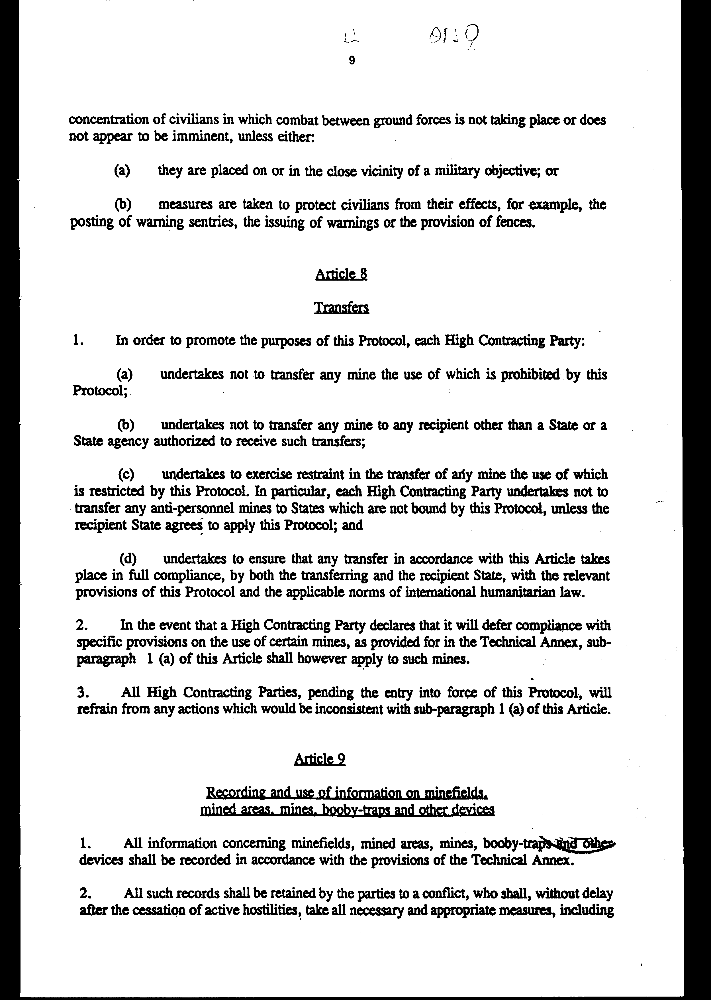 9
concentration of civilians in which combat between ground forces is not taking place or does
not appear to be imminent, unless either:
(a) they are placed on or in the close vicinity of a military objective; or
(b) measures are taken to protect civilians from their effects, for example, the
posting of warning sentries, the issuing of warnings or the provision of fences.
Article 8
Transfers
1. In order to promote the purposes of this Protocol, each High Contracting Party:
(a) undertakes not to transfer any mine the use of which is prohibited by this
Protocol;
(b) undertakes not to transfer any mine to any recipient other than a State or a
State agency authorized to receive such transfers;
(c) undertakes to exercise restraint in the transfer of any mine the use of which
is restricted by this Protocol. In particular, each High Contracting Party undertakes not to
transfer any anti-personnel mines to States which are not bound by this Protocol, unless the
recipient State agrees to apply this Protocol; and
(d) undertakes to ensure that any transfer in accordance with this Article takes
place in full compliance, by both the transferring and the recipient State, with the relevant
provisions of this Protocol and the applicable norms of international humanitarian law.
2. In the event that a High Contracting Party declares that it will defer compliance with
specific provisions on the use of certain mines, as provided for in the Technical Annex, sub-
paragraph 1 (a) of this Article shall however apply to such mines.
3. All High Contracting Parties, pending the entry into force of this Protocol, will
refrain from any actions which would be inconsistent with sub-paragraph 1 (a) of this Article.
Article 9
Recording and use of information on minefields,
mined areas, mines, booby-traps and other devices
1. All information concerning minefields, mined areas, mines, booby-traps and other
devices shall be recorded in accordance with the provisions of the Technical Annex.
2. All such records shall be retained by the parties to a conflict, who shall, without delay
after the cessation of active hostilities, take all necessary and appropriate measures, including